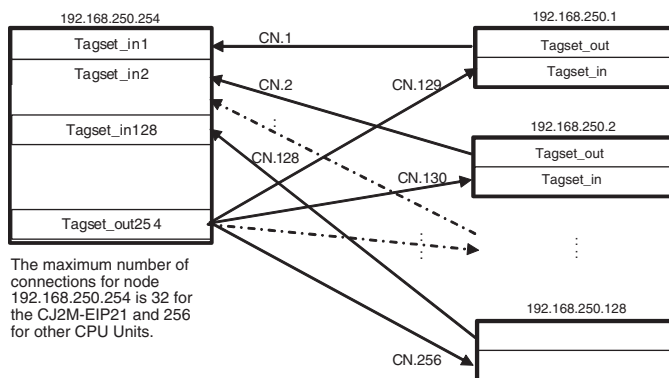 192.168.250.254
Tagset_in1
Tagset_in2
Tagset_in128
Tagset_out25 4
The maximum number of
connections for node
192.168.250.254 is 32 for
the CJ2M-EIP21 and 256
for other CPU Units.
CN.1
CN.2
CN.129
CN.128
CN.130
CN.256
192.168.250.1
Tagset_out
Tagset_in
192.168.250.2
Tagset_out
Tagset_in
192.168.250.128